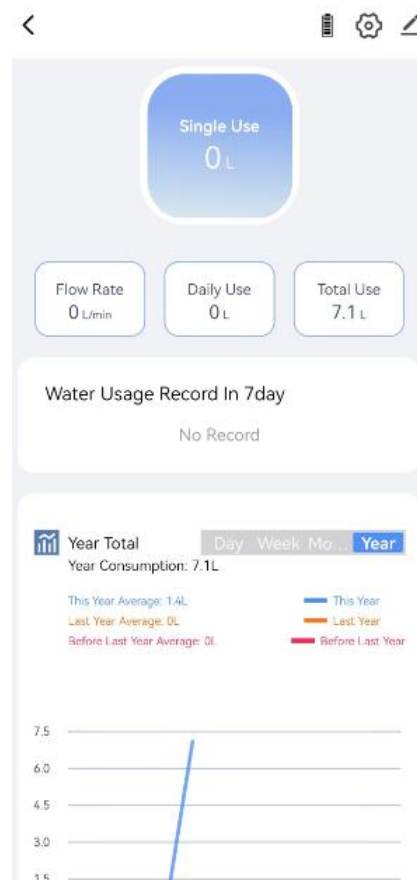 Single Use
0 L
Flow Rate
0 L/min
Daily Use
0 L
Total Use
7.1 L
Water Usage Record In 7day
No Record
Year Total
Day Week Mo... Year
Year Consumption: 7.1L
This Year Average: 1.4L
This Year
Last Year Average: 0L
Last Year
Before Last Year Average: 0L
Before Last Year
7.5
6.0
4.5
3.0
1.5